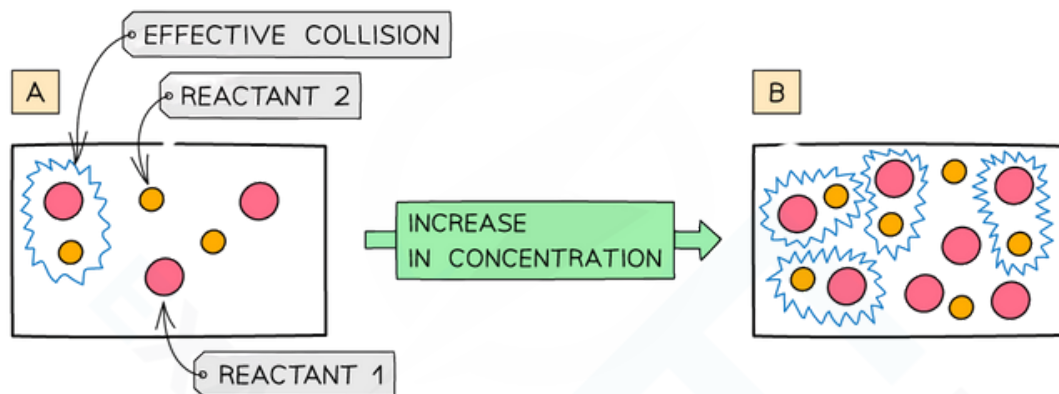 EFFECTIVE COLLISION
A
REACTANT 2
B
INCREASE
IN CONCENTRATION
REACTANT 1